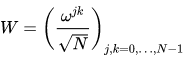 W = \left( \frac{\omega^{jk}}{\sqrt{N}} \right)_{j,k=0,\ldots,N-1}